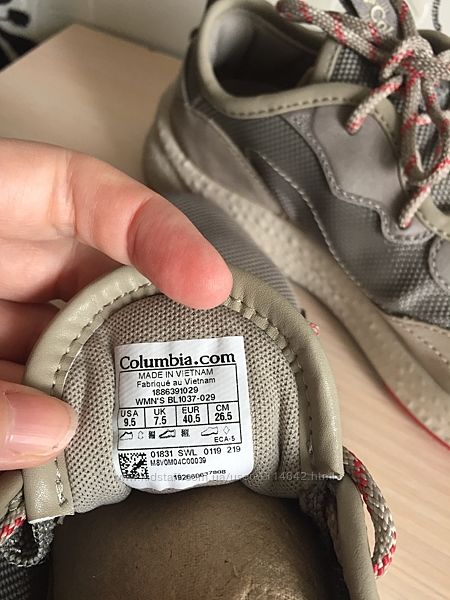 Columbia.com
MADE IN VIETNAM
Fabriqué au Vietnam
1886391029
WMN'S BL1037-029
USA UK EUR CM
9.5 7.5 40.5 26.5
ECA-5
01831 SWL 0119 219
M8V0M04C00039